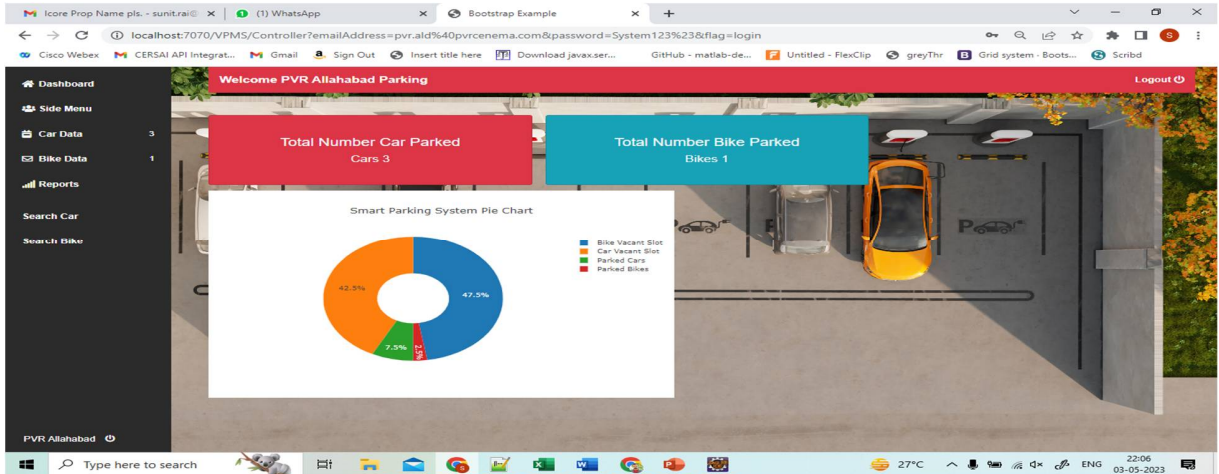 Icore Prop Name pls. - sunit.rai
(1) WhatsApp
Bootstrap Example
localhost:7070/VPMS/Controller?emailAddress=pvr.ald%40pvrcenema.com&password=System123%23&flag=login
Cisco Webex
CERSAI API Integrat...
Gmail
Sign Out
Insert title here
Download javax.ser...
GitHub - matlab-de...
Untitled - FlexClip
greyThr
Grid system - Boots...
Scribd
Dashboard
Welcome PVR Allahabad Parking
Logout
Side Menu
Car Data 3
Bike Data 1
Reports
Search Car
Search Bike
Total Number Car Parked
Cars 3
Total Number Bike Parked
Bikes 1
Smart Parking System Pie Chart
Bike Vacant Slot
Car Vacant Slot
Parked Cars
Parked Bikes
42.5%
47.5%
7.5%
2.5%
PVR Allahabad
Type here to search
27°C
ENG
22:06
03-05-2023